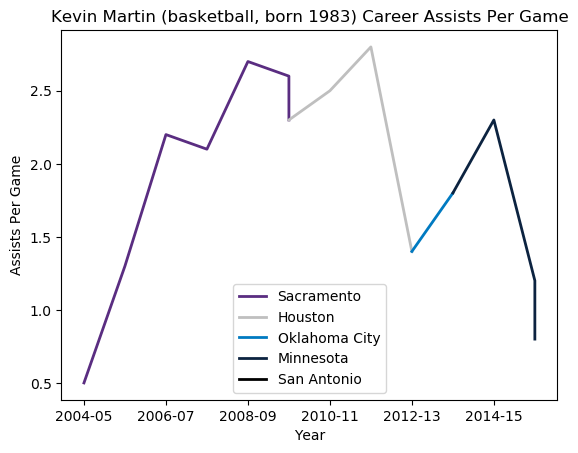 Kevin Martin (basketball, born 1983) Career Assists Per Game
Assists Per Game
2.5
2.0
1.5
1.0
0.5
Sacramento
Houston
Oklahoma City
Minnesota
San Antonio
2004-05 2006-07 2008-09 2010-11 2012-13 2014-15
Year